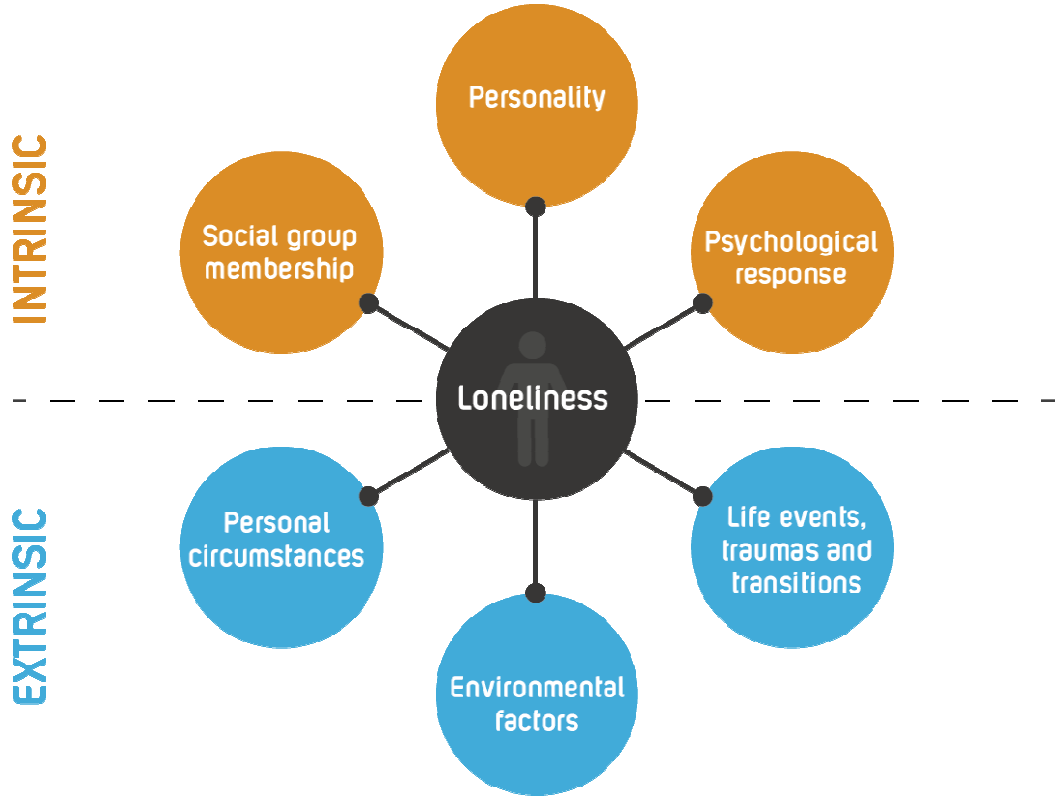 INTRINSIC
Personality
Social group
membership
Psychological
response
Loneliness
EXTRINSIC
Personal
circumstances
Life events,
traumas and
transitions
Environmental
factors